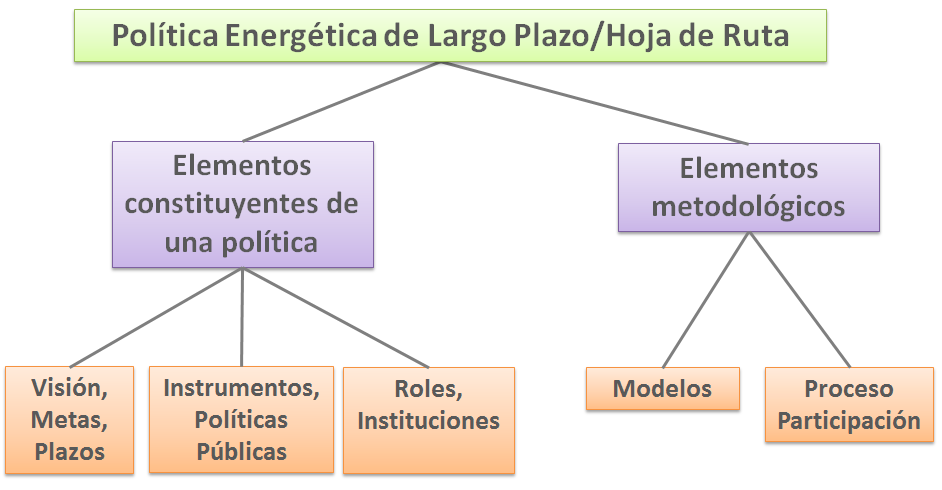 Política Energética de Largo Plazo/Hoja de Ruta
Elementos
constituyentes de
una política
Elementos
metodológicos
Visión,
Metas,
Plazos
Instrumentos,
Políticas
Públicas
Roles,
Instituciones
Modelos
Proceso
Participación